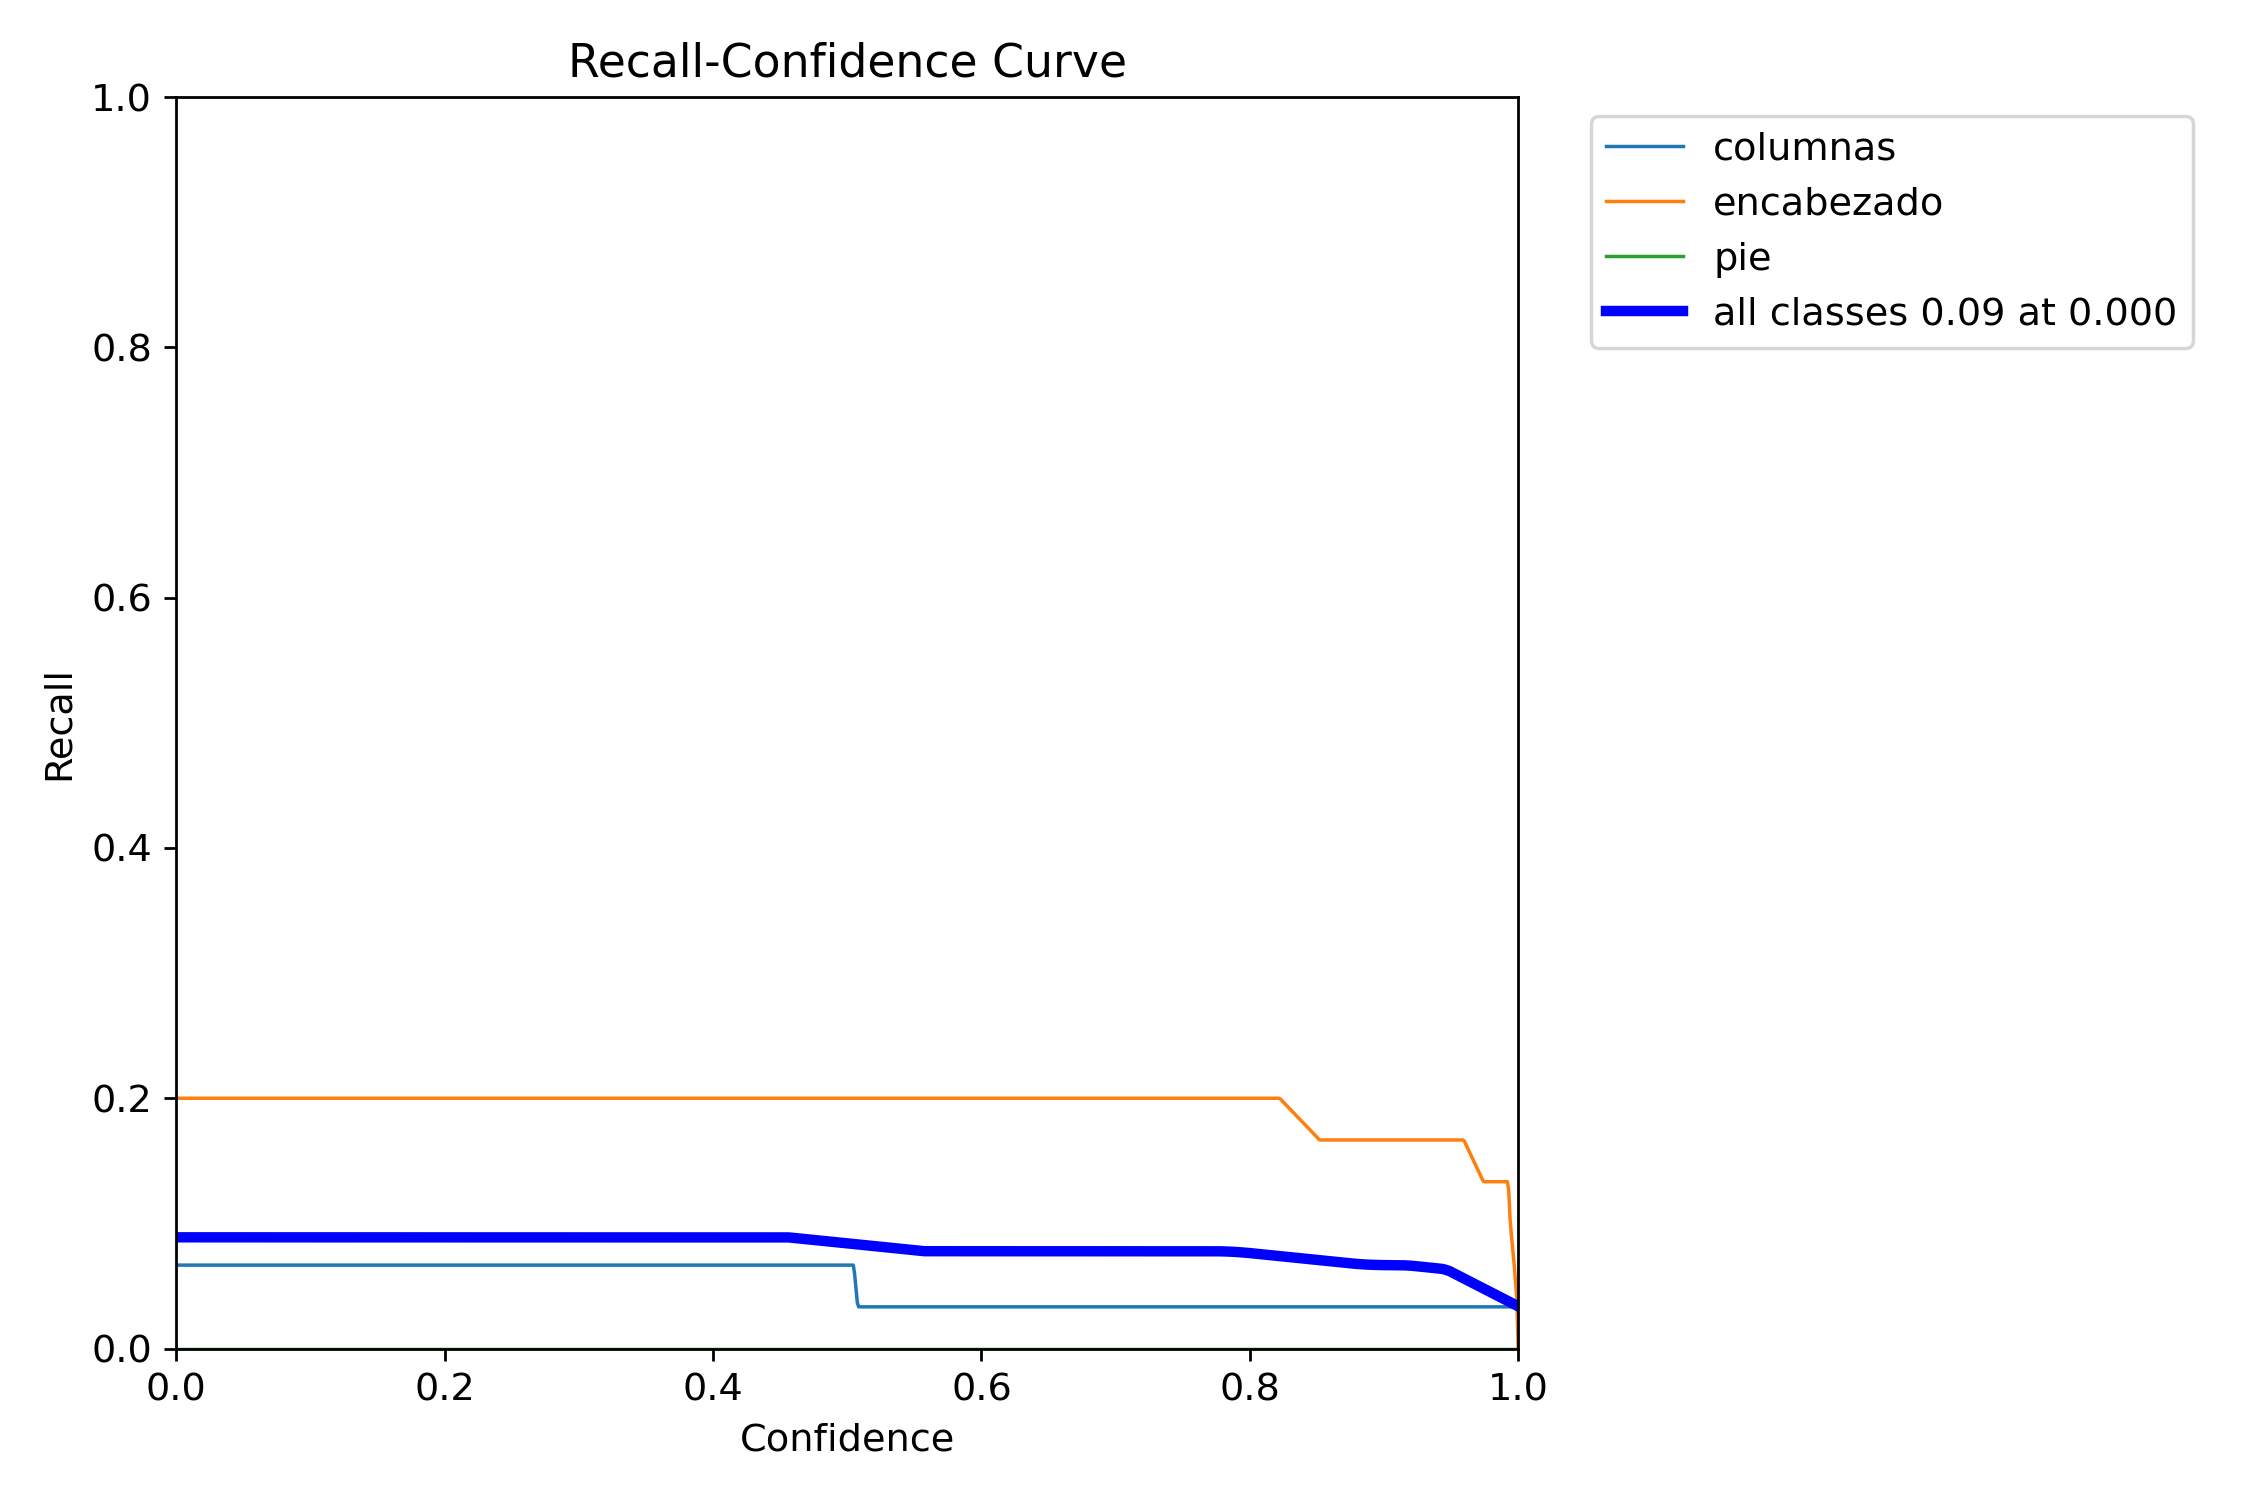 Recall-Confidence Curve
1.0
0.8
0.6
0.4
0.2
0.0
Recall
0.0 0.2 0.4 0.6 0.8 1.0
Confidence
columnas
encabezado
pie
all classes 0.09 at 0.000